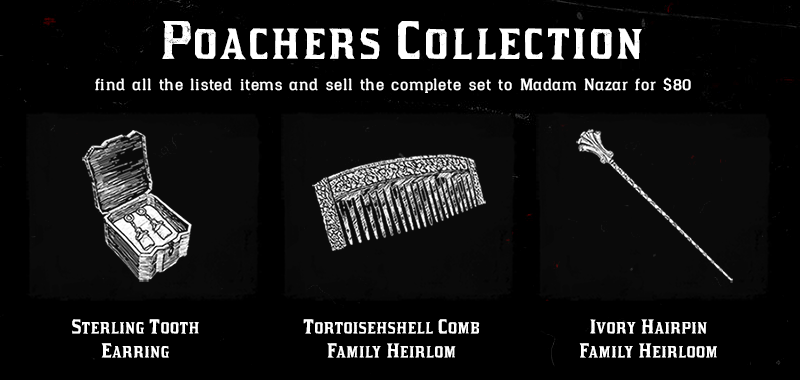 Poachers Collection
find all the listed items and sell the complete set to Madam Nazar for $80
Sterling Tooth
Earring
Tortoisehshell Comb
Family Heirlom
Ivory Hairpin
Family Heirloom